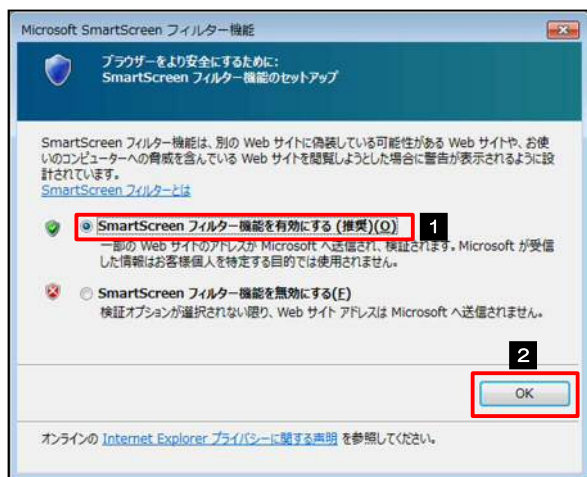 Microsoft SmartScreen フィルター機能
ブラウザーをより安全にするために:
SmartScreen フィルター機能のセットアップ
SmartScreen フィルター機能は、別の Web サイトに偽装している可能性がある Web サイトや、お使
いのコンピューターへの脅威を含んでいる Web サイトを閲覧しようとした場合に警告が表示されるように設
計されています。
SmartScreen フィルターとは
SmartScreen フィルター機能を有効にする (推奨)(O)
1
一部の Web サイトのアドレスが Microsoft へ送信され、検証されます。Microsoft が受信
した情報はお客様個人を特定する目的では使用されません。
SmartScreen フィルター機能を無効にする(F)
検証オプションが選択されない限り、Web サイト アドレスは Microsoft へ送信されません。
2
OK
オンラインの Internet Explorer プライバシーに関する声明 を参照してください。